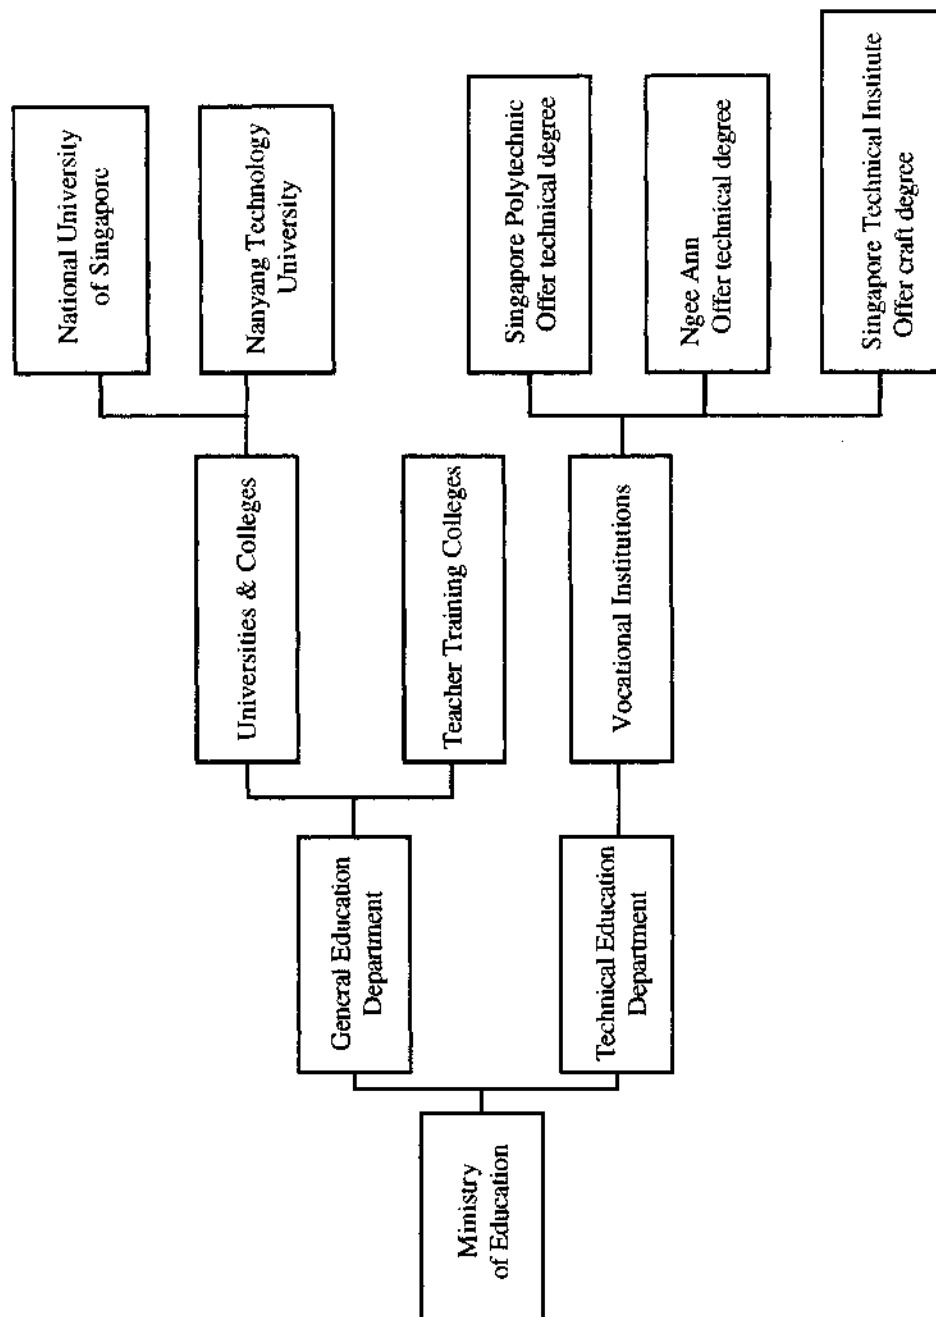 Ministry
of Education
General Education
Department
Technical Education
Department
Universities & Colleges
Teacher Training Colleges
Vocational Institutions
National University
of Singapore
Nanyang Technology
University
Singapore Polytechnic
Offer technical degree
Ngee Ann
Offer technical degree
Singapore Technical Institute
Offer craft degree